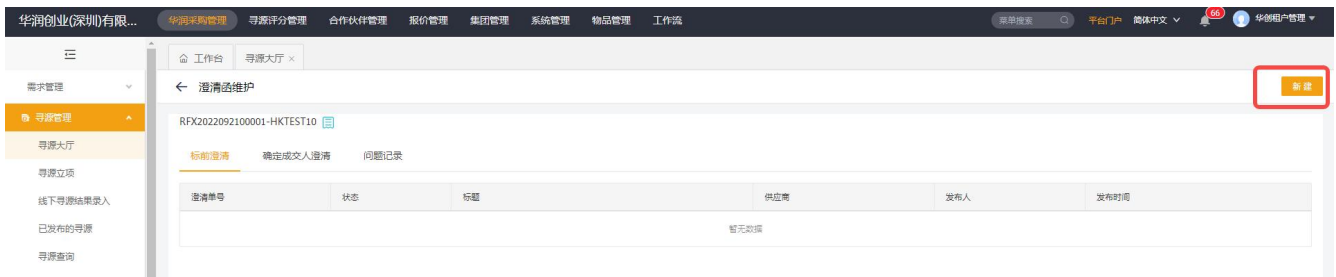 华润创业(深圳)有限... 华润采购管理 寻源评分管理 合作伙伴管理 报价管理 集团管理 系统管理 物品管理 工作流 菜单搜索 平台门户 简体中文 66 华创租户管理
工作台 寻源大厅 ×
需求管理
← 澄清函维护 新建
寻源管理
RFX2022092100001-HKTEST10
寻源大厅
标前澄清 确定成交人澄清 问题记录
寻源立项
线下寻源结果录入
澄清单号 状态 标题 供应商 发布人 发布时间
已发布的寻源
暂无数据
寻源查询